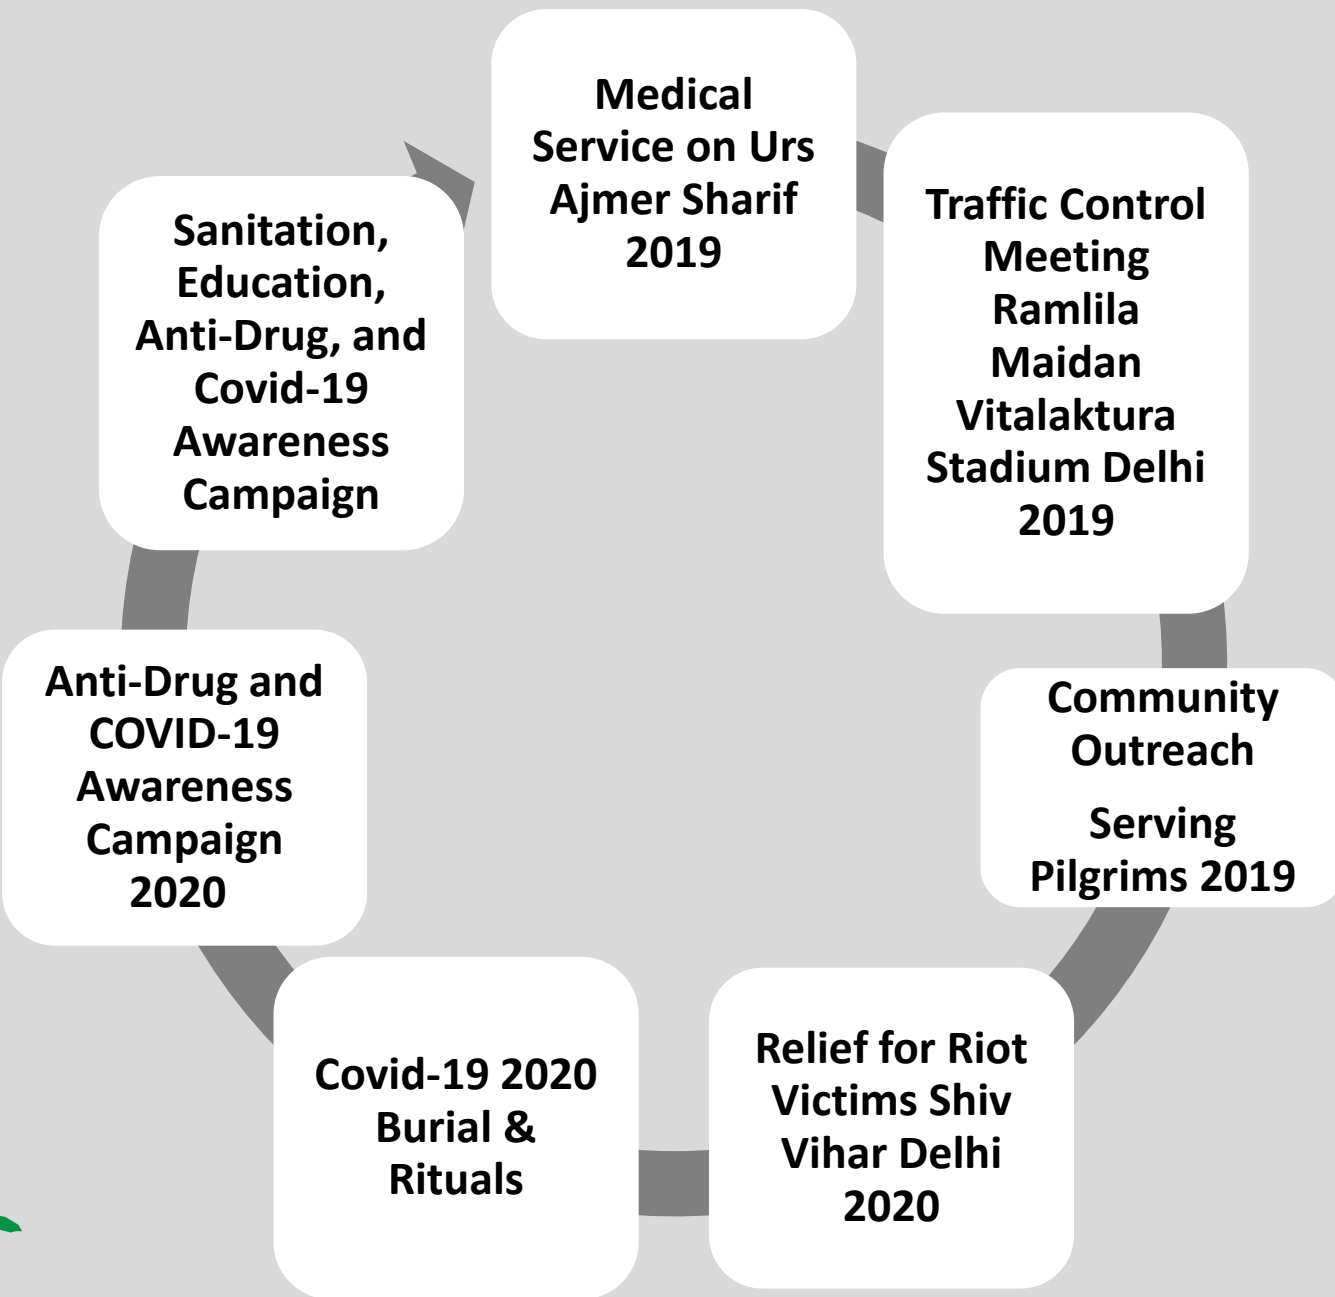 Medical
Service on Urs
Ajmer Sharif
2019
Traffic Control
Meeting
Ramlila
Maidan
Vitalaktura
Stadium Delhi
2019
Community
Outreach
Serving
Pilgrims 2019
Relief for Riot
Victims Shiv
Vihar Delhi
2020
Covid-19 2020
Burial &
Rituals
Anti-Drug and
COVID-19
Awareness
Campaign
2020
Sanitation,
Education,
Anti-Drug, and
Covid-19
Awareness
Campaign